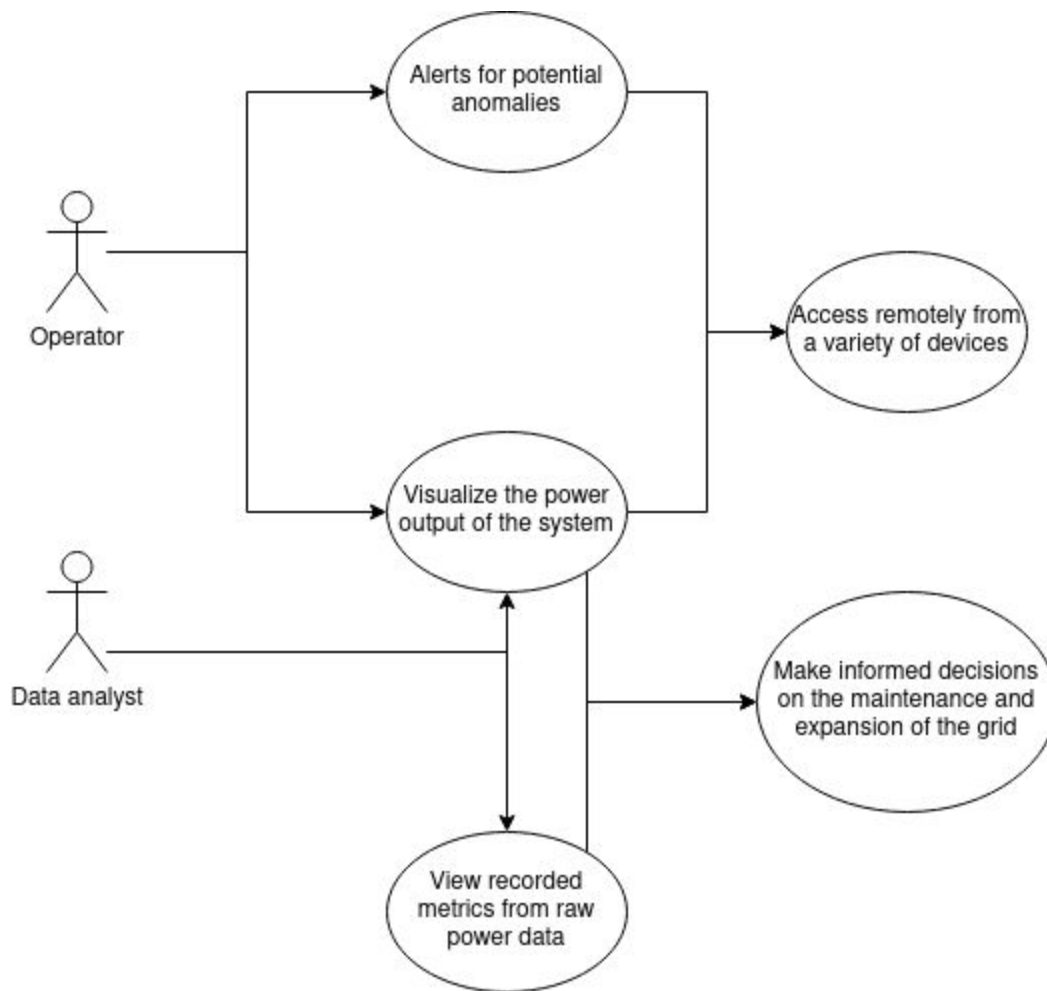 Alerts for potential
anomalies
Operator
Access remotely from
a variety of devices
Visualize the power
output of the system
Data analyst
Make informed decisions
on the maintenance and
expansion of the grid
View recorded
metrics from raw
power data